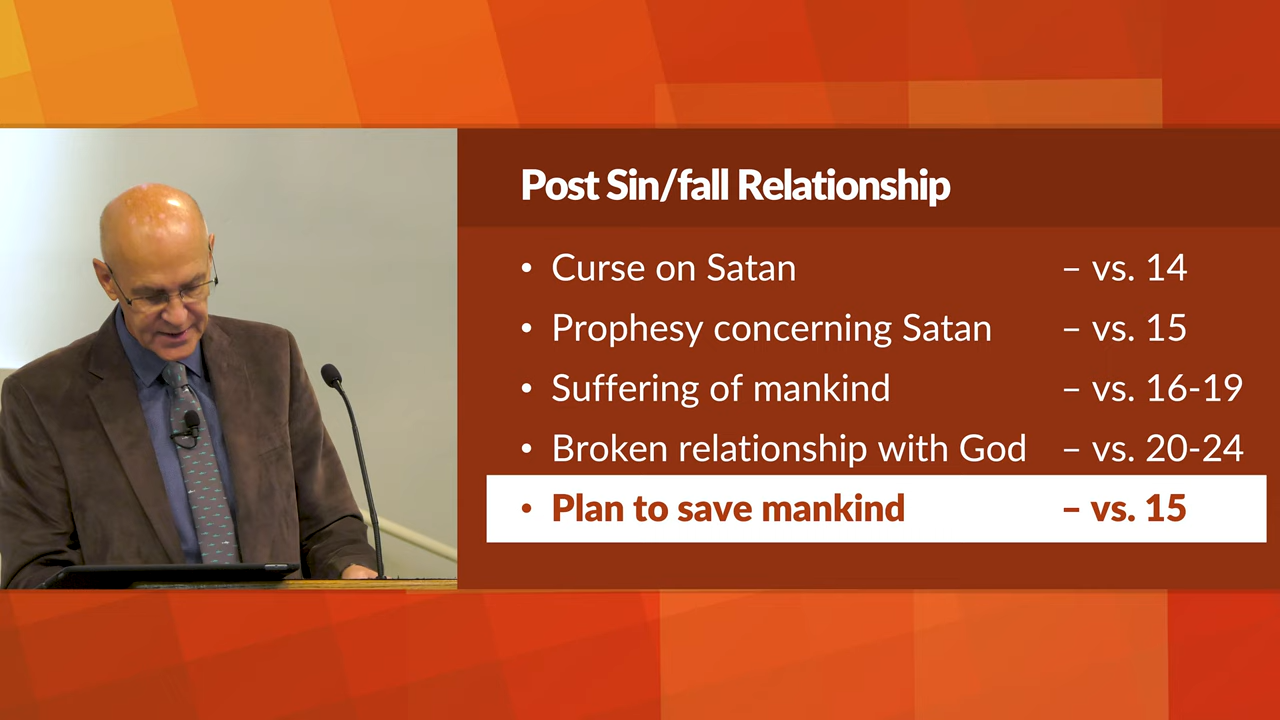 Post Sin/fall Relationship
• Curse on Satan – vs. 14
• Prophesy concerning Satan – vs. 15
• Suffering of mankind – vs. 16-19
• Broken relationship with God – vs. 20-24
• Plan to save mankind – vs. 15